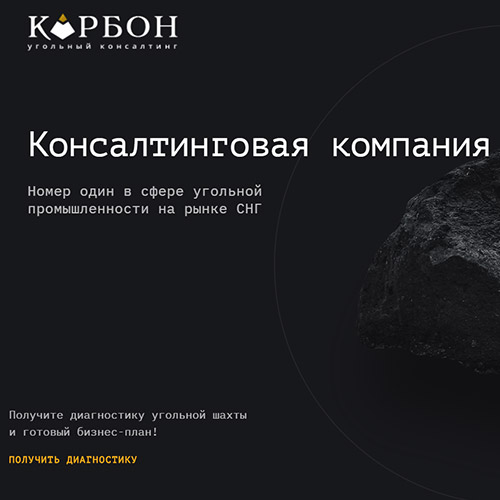 КАРБОН
угольный консалтинг
Консалтинговая компания
Номер один в сфере угольной
промышленности на рынке СНГ
Получите диагностику угольной шахты
и готовый бизнес-план!
ПОЛУЧИТЬ ДИАГНОСТИКУ